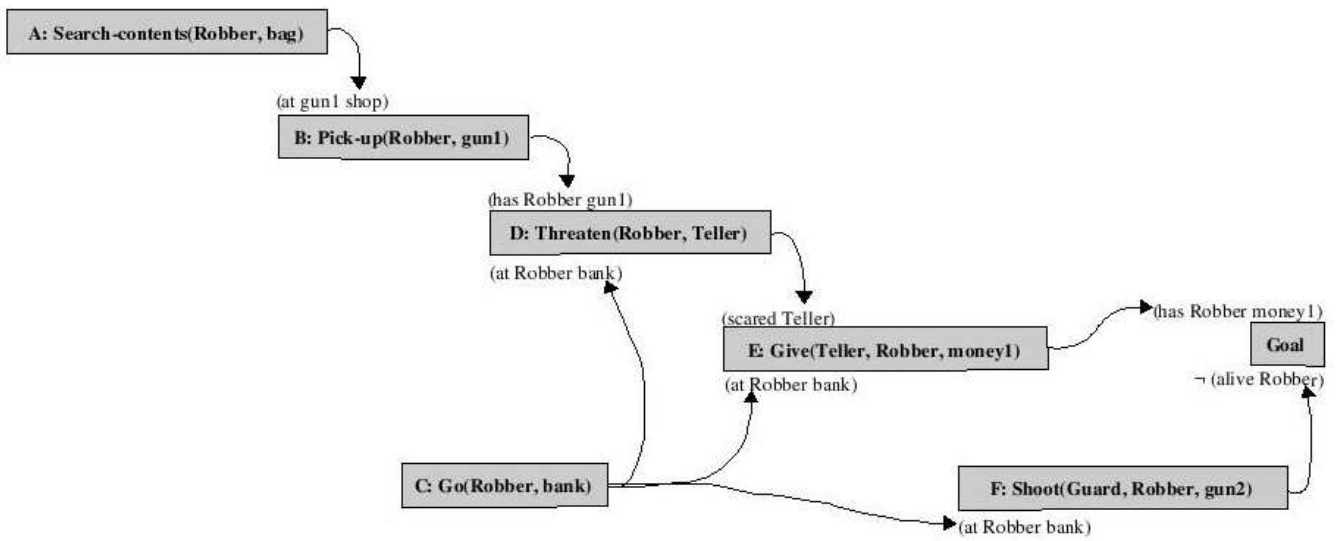 A: Search-contents(Robber, bag)
(at gun1 shop)
B: Pick-up(Robber, gun1)
(has Robber gun1)
D: Threaten(Robber, Teller)
(at Robber bank)
(scared Teller)
E: Give(Teller, Robber, money1)
(at Robber bank)
(has Robber money1)
Goal
¬ (alive Robber)
C: Go(Robber, bank)
F: Shoot(Guard, Robber, gun2)
(at Robber bank)